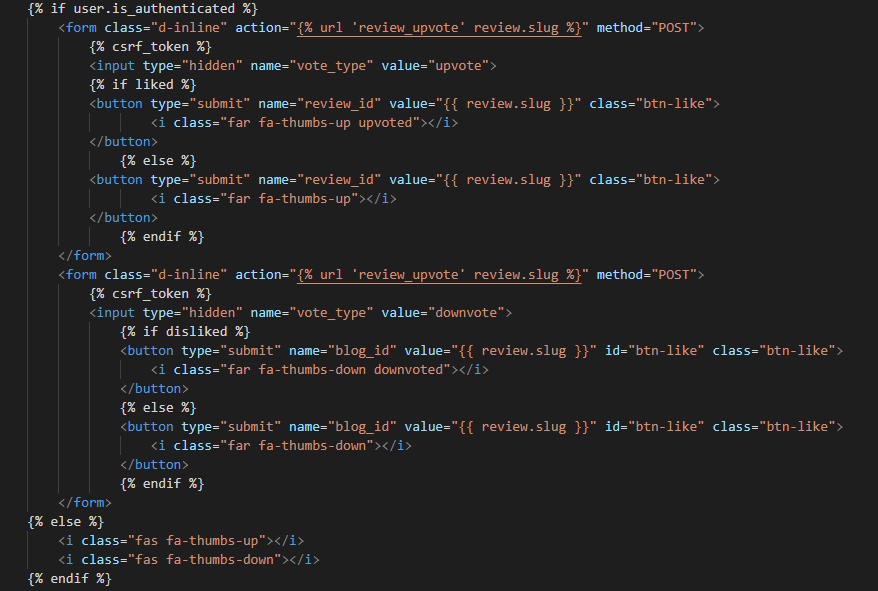 {% if user.is_authenticated %}
<form class="d-inline" action="{% url 'review_upvote' review.slug %}" method="POST">
{% csrf_token %}
<input type="hidden" name="vote_type" value="upvote">
{% if liked %}
<button type="submit" name="review_id" value="{{ review.slug }}" class="btn-like">
<i class="far fa-thumbs-up upvoted"></i>
</button>
{% else %}
<button type="submit" name="review_id" value="{{ review.slug }}" class="btn-like">
<i class="far fa-thumbs-up"></i>
</button>
{% endif %}
</form>
<form class="d-inline" action="{% url 'review_upvote' review.slug %}" method="POST">
{% csrf_token %}
<input type="hidden" name="vote_type" value="downvote">
{% if disliked %}
<button type="submit" name="blog_id" value="{{ review.slug }}" id="btn-like" class="btn-like">
<i class="far fa-thumbs-down downvoted"></i>
</button>
{% else %}
<button type="submit" name="blog_id" value="{{ review.slug }}" id="btn-like" class="btn-like">
<i class="far fa-thumbs-down"></i>
</button>
{% endif %}
</form>
{% else %}
<i class="fas fa-thumbs-up"></i>
<i class="fas fa-thumbs-down"></i>
{% endif %}